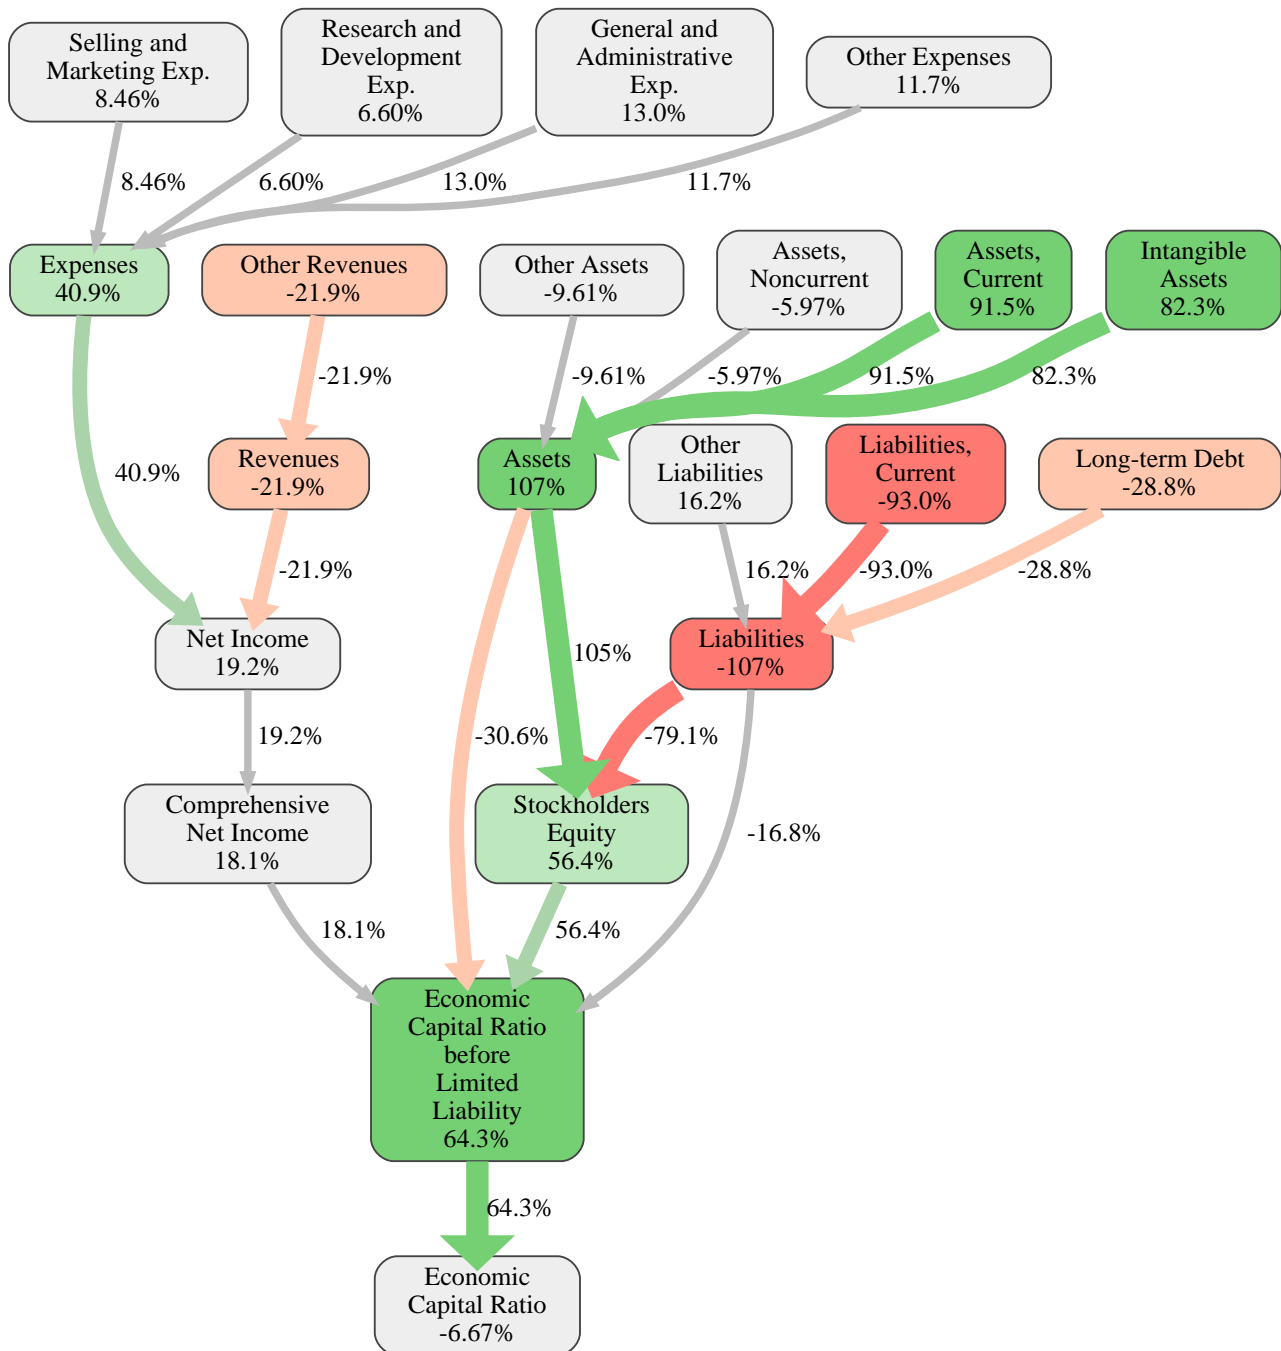 Selling and
Marketing Exp.
8.46%
Research and
Development
Exp.
6.60%
General and
Administrative
Exp.
13.0%
Other Expenses
11.7%
8.46%
6.60%
13.0%
11.7%
Expenses
40.9%
Other Revenues
-21.9%
Other Assets
-9.61%
Assets,
Noncurrent
-5.97%
Assets,
Current
91.5%
Intangible
Assets
82.3%
-21.9%
-9.61%
-5.97%
91.5%
82.3%
40.9%
Revenues
-21.9%
Assets
107%
Other
Liabilities
16.2%
Liabilities,
Current
-93.0%
Long-term Debt
-28.8%
-21.9%
16.2%
-93.0%
-28.8%
Net Income
19.2%
105%
Liabilities
-107%
19.2%
-30.6%
-79.1%
Comprehensive
Net Income
18.1%
Stockholders
Equity
56.4%
-16.8%
18.1%
56.4%
Economic
Capital Ratio
before
Limited
Liability
64.3%
64.3%
Economic
Capital Ratio
-6.67%